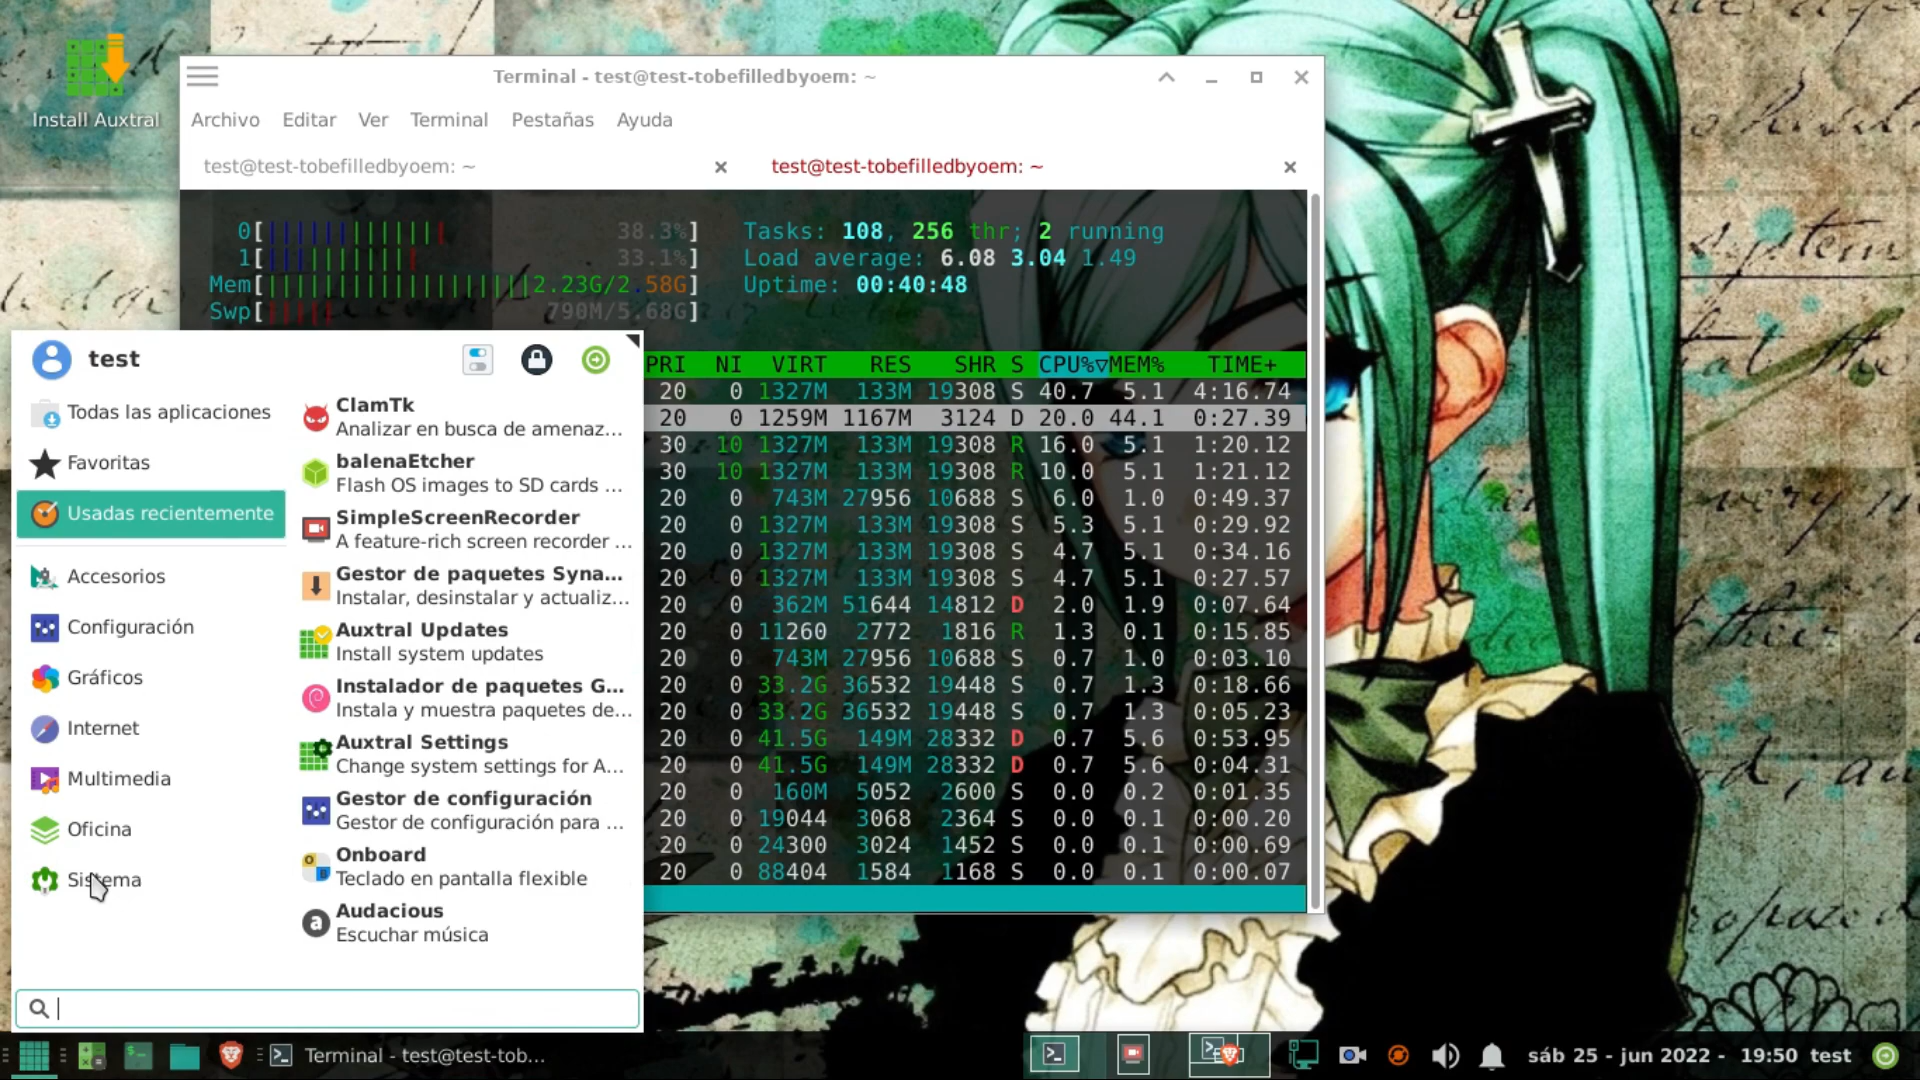 Install Auxtral
Terminal - test@test-tobefilledbyoem: ~
Archivo Editar Ver Terminal Pestañas Ayuda
test@test-tobefilledbyoem: ~
test@test-tobefilledbyoem: ~
0[ 38.3%] Tasks: 108, 256 thr; 2 running
1[ 33.1%] Load average: 6.08 3.04 1.49
Mem[ 2.23G/2.58G] Uptime: 00:40:48
Swp[ 790M/5.68G]
PRI NI VIRT RES SHR S CPU%▽MEM% TIME+
20 0 1327M 133M 19308 S 40.7 5.1 4:16.74
20 0 1259M 1167M 3124 D 20.0 44.1 0:27.39
30 10 1327M 133M 19308 R 16.0 5.1 1:20.12
30 10 1327M 133M 19308 R 10.0 5.1 1:21.12
20 0 743M 27956 10688 S 6.0 1.0 0:49.37
20 0 1327M 133M 19308 S 5.3 5.1 0:29.92
20 0 1327M 133M 19308 S 4.7 5.1 0:34.16
20 0 1327M 133M 19308 S 4.7 5.1 0:27.57
20 0 362M 51644 14812 D 2.0 1.9 0:07.64
20 0 11260 2772 1816 R 1.3 0.1 0:15.85
20 0 743M 27956 10688 S 0.7 1.0 0:03.10
20 0 33.2G 36532 19448 S 0.7 1.3 0:18.66
20 0 33.2G 36532 19448 S 0.7 1.3 0:05.23
20 0 41.5G 149M 28332 D 0.7 5.6 0:53.95
20 0 41.5G 149M 28332 D 0.7 5.6 0:04.31
20 0 160M 5052 2600 S 0.0 0.2 0:01.35
20 0 19044 3068 2364 S 0.0 0.1 0:00.20
20 0 24300 3024 1452 S 0.0 0.1 0:00.69
20 0 88404 1584 1168 S 0.0 0.1 0:00.07
test
Todas las aplicaciones
Favoritas
Usadas recientemente
Accesorios
Configuración
Gráficos
Internet
Multimedia
Oficina
Sistema
ClamTk
Analizar en busca de amenaz...
balenaEtcher
Flash OS images to SD cards ...
SimpleScreenRecorder
A feature-rich screen recorder ...
Gestor de paquetes Syna...
Instalar, desinstalar y actualiz...
Auxtral Updates
Install system updates
Instalador de paquetes G...
Instala y muestra paquetes de...
Auxtral Settings
Change system settings for A...
Gestor de configuración
Gestor de configuración para ...
Onboard
Teclado en pantalla flexible
Audacious
Escuchar música
Terminal - test@test-tob...
sáb 25 - jun 2022 - 19:50 test